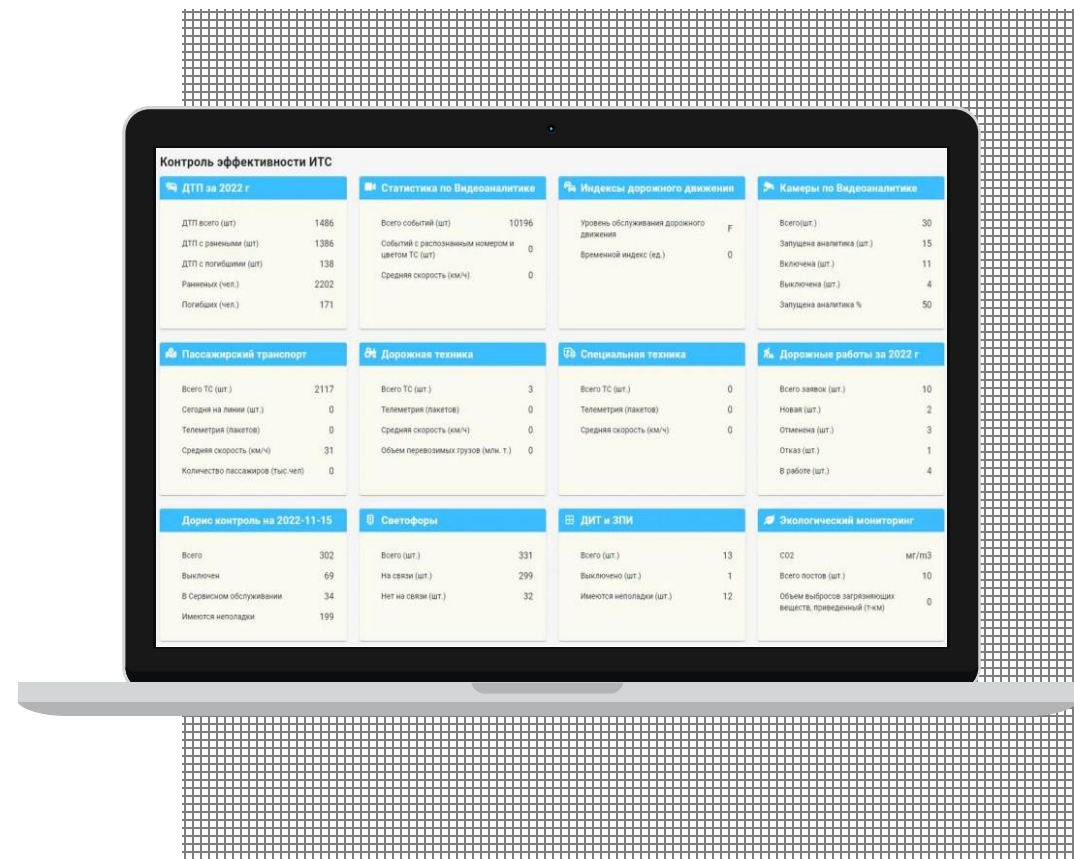 Контроль эффективности ИТС
ДТП за 2022 г
ДТП всего (шт) 1486
ДТП с ранеными (шт) 1386
ДТП с погибшими (шт) 138
Раненых (чел.) 2202
Погибших (чел.) 171
Статистика по Видеоаналитике
Всего событий (шт) 10196
Событий с распознанным номером и
цветом ТС (шт) 0
Средняя скорость (км/ч) 0
Индексы дорожного движения
Уровень обслуживания дорожного
движения F
Временной индекс (ед.) 0
Камеры по Видеоаналитике
Всего(шт.) 30
Запущена аналитика (шт.) 15
Включена (шт.) 11
Выключена (шт.) 4
Запущена аналитика % 50
Пассажирский транспорт
Всего ТС (шт.) 2117
Сегодня на линии (шт.) 0
Телеметрия (пакетов) 0
Средняя скорость (км/ч) 31
Количество пассажиров (тыс.чел) 0
Дорожная техника
Всего ТС (шт.) 3
Телеметрия (пакетов) 0
Средняя скорость (км/ч) 0
Объем перевозимых грузов (млн. т.) 0
Специальная техника
Всего ТС (шт.) 0
Телеметрия (пакетов) 0
Средняя скорость (км/ч) 0
Дорожные работы за 2022 г
Всего заявок (шт.) 10
Новая (шт.) 2
Отменена (шт.) 3
Отказ (шт.) 1
В работе (шт.) 4
Дорис контроль на 2022-11-15
Всего 302
Выключен 69
В Сервисном обслуживании 34
Имеются неполадки 199
Светофоры
Всего (шт.) 331
На связи (шт.) 299
Нет на связи (шт.) 32
ДИТ и ЗПИ
Всего (шт.) 13
Выключено (шт.) 1
Имеются неполадки (шт.) 12
Экологический мониторинг
СО2 мг/m3
Всего постов (шт.) 10
Объем выбросов загрязняющих
веществ, приведенный (т-км) 0